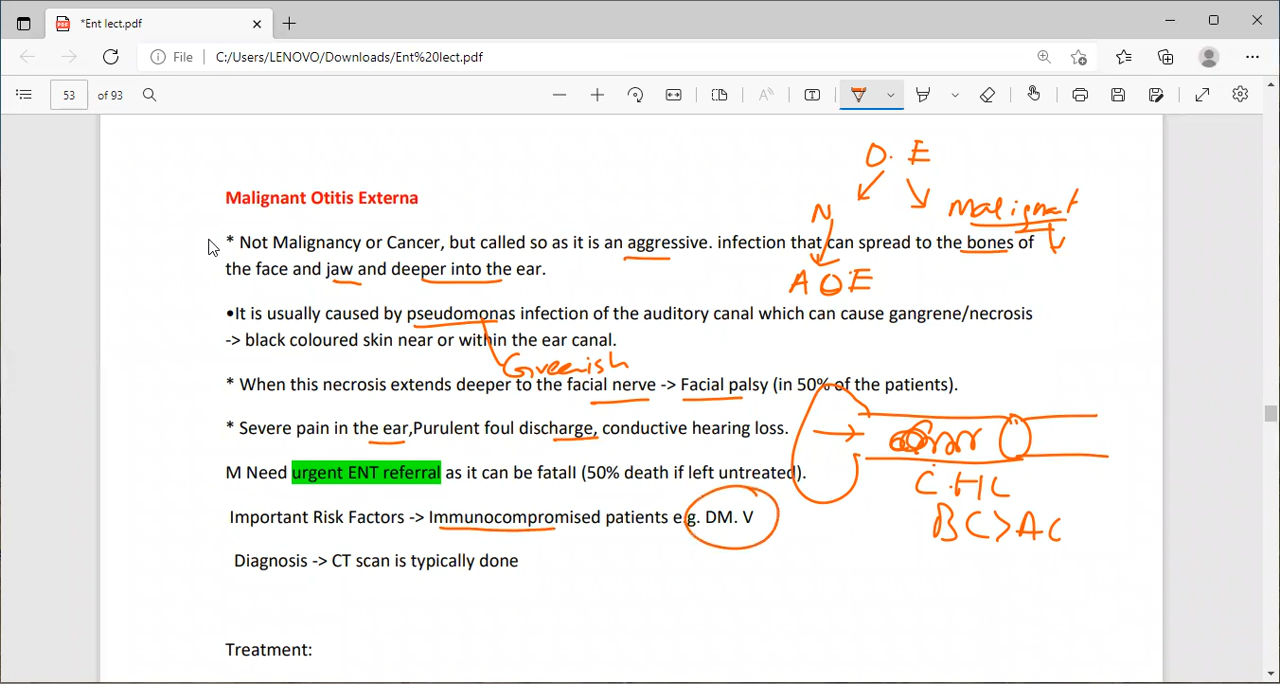 *Ent lect.pdf
File C:/Users/LENOVO/Downloads/Ent%20lect.pdf
53 of 93
O. E
Malignant Otitis Externa
N malignat
* Not Malignancy or Cancer, but called so as it is an aggressive. infection that can spread to the bones of
the face and jaw and deeper into the ear.
A O E
•It is usually caused by pseudomonas infection of the auditory canal which can cause gangrene/necrosis
-> black coloured skin near or within the ear canal.
Greenish
* When this necrosis extends deeper to the facial nerve -> Facial palsy (in 50% of the patients).
* Severe pain in the ear,Purulent foul discharge, conductive hearing loss.
M Need urgent ENT referral as it can be fatall (50% death if left untreated).
C.HL
Important Risk Factors -> Immunocompromised patients e.g. DM. V
BC>AC
Diagnosis -> CT scan is typically done
Treatment: